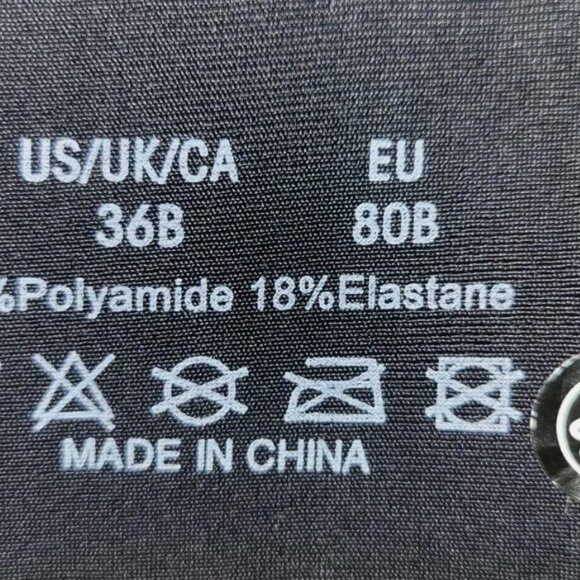 US/UK/CA EU
36B 80B
%Polyamide 18%Elastane
MADE IN CHINA